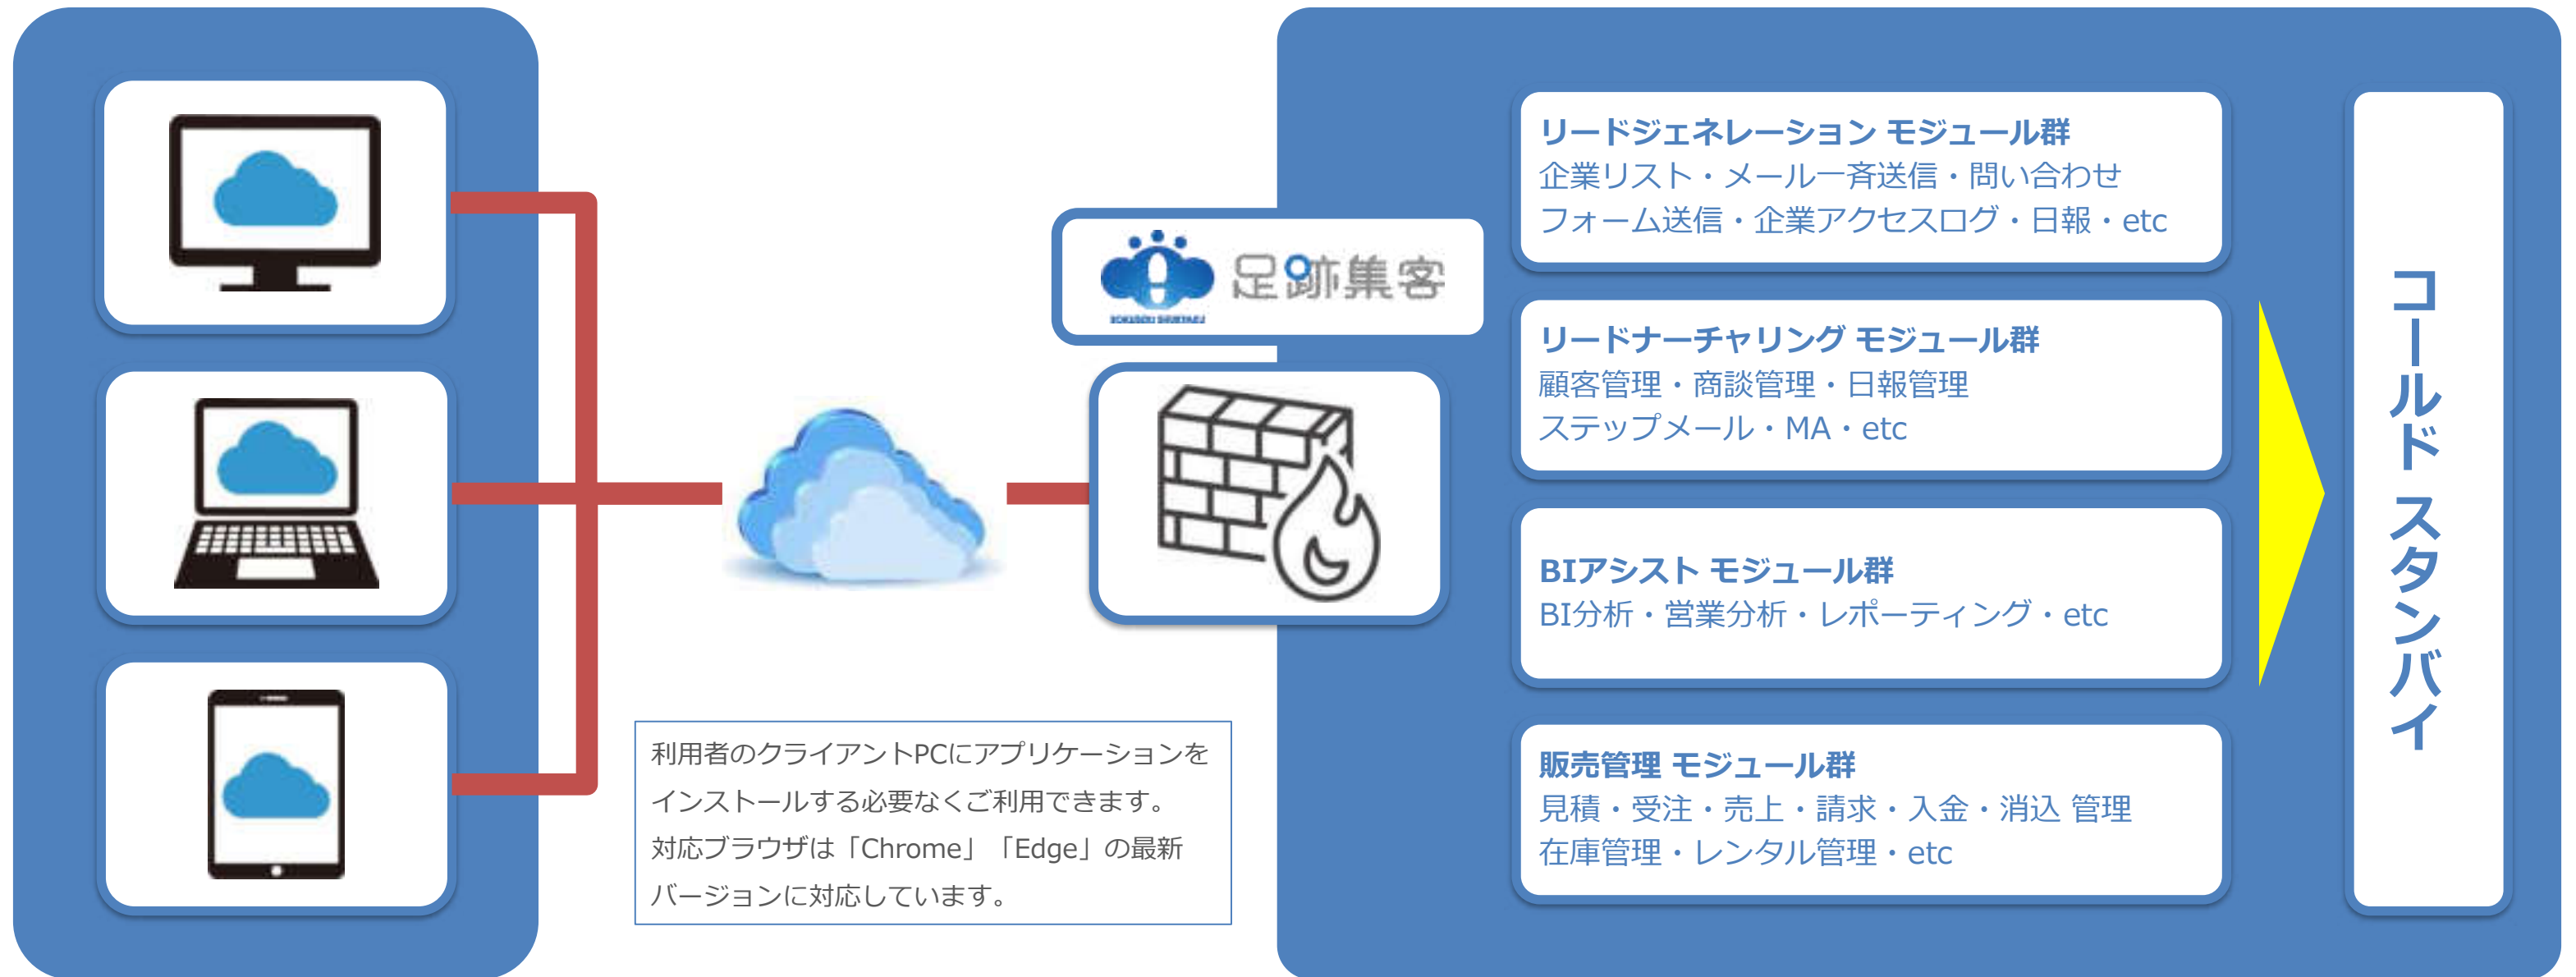 足跡集客
リードジェネレーション モジュール群
企業リスト・メール一斉送信・問い合わせ
フォーム送信・企業アクセスログ・日報・etc
リードナーチャリング モジュール群
顧客管理・商談管理・日報管理
ステップメール・MA・etc
BIアシスト モジュール群
BI分析・営業分析・レポーティング・etc
販売管理 モジュール群
見積・受注・売上・請求・入金・消込 管理
在庫管理・レンタル管理・etc
コールド スタンバイ
利用者のクライアントPCにアプリケーションを
インストールする必要なくご利用できます。
対応ブラウザは「Chrome」「Edge」の最新
バージョンに対応しています。